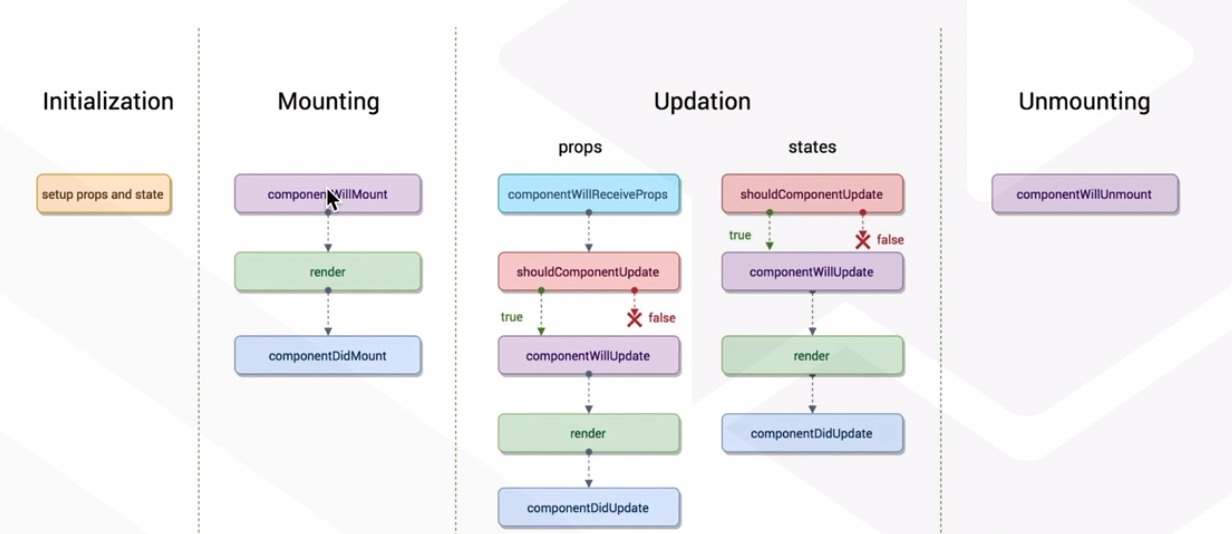 Initialization
setup props and state
Mounting
componentWillMount
render
componentDidMount
Updation
props
componentWillReceiveProps
shouldComponentUpdate
true
false
componentWillUpdate
render
componentDidUpdate
states
shouldComponentUpdate
true
false
componentWillUpdate
render
componentDidUpdate
Unmounting
componentWillUnmount